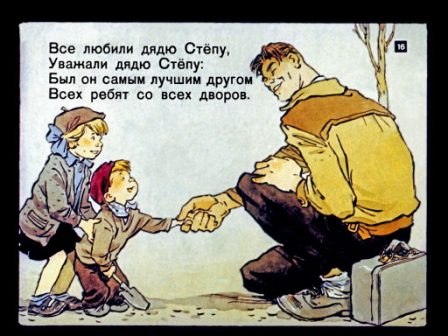 Все любили дядю Стёпу,
Уважали дядю Стёпу:
Был он самым лучшим другом
Всех ребят со всех дворов.
16